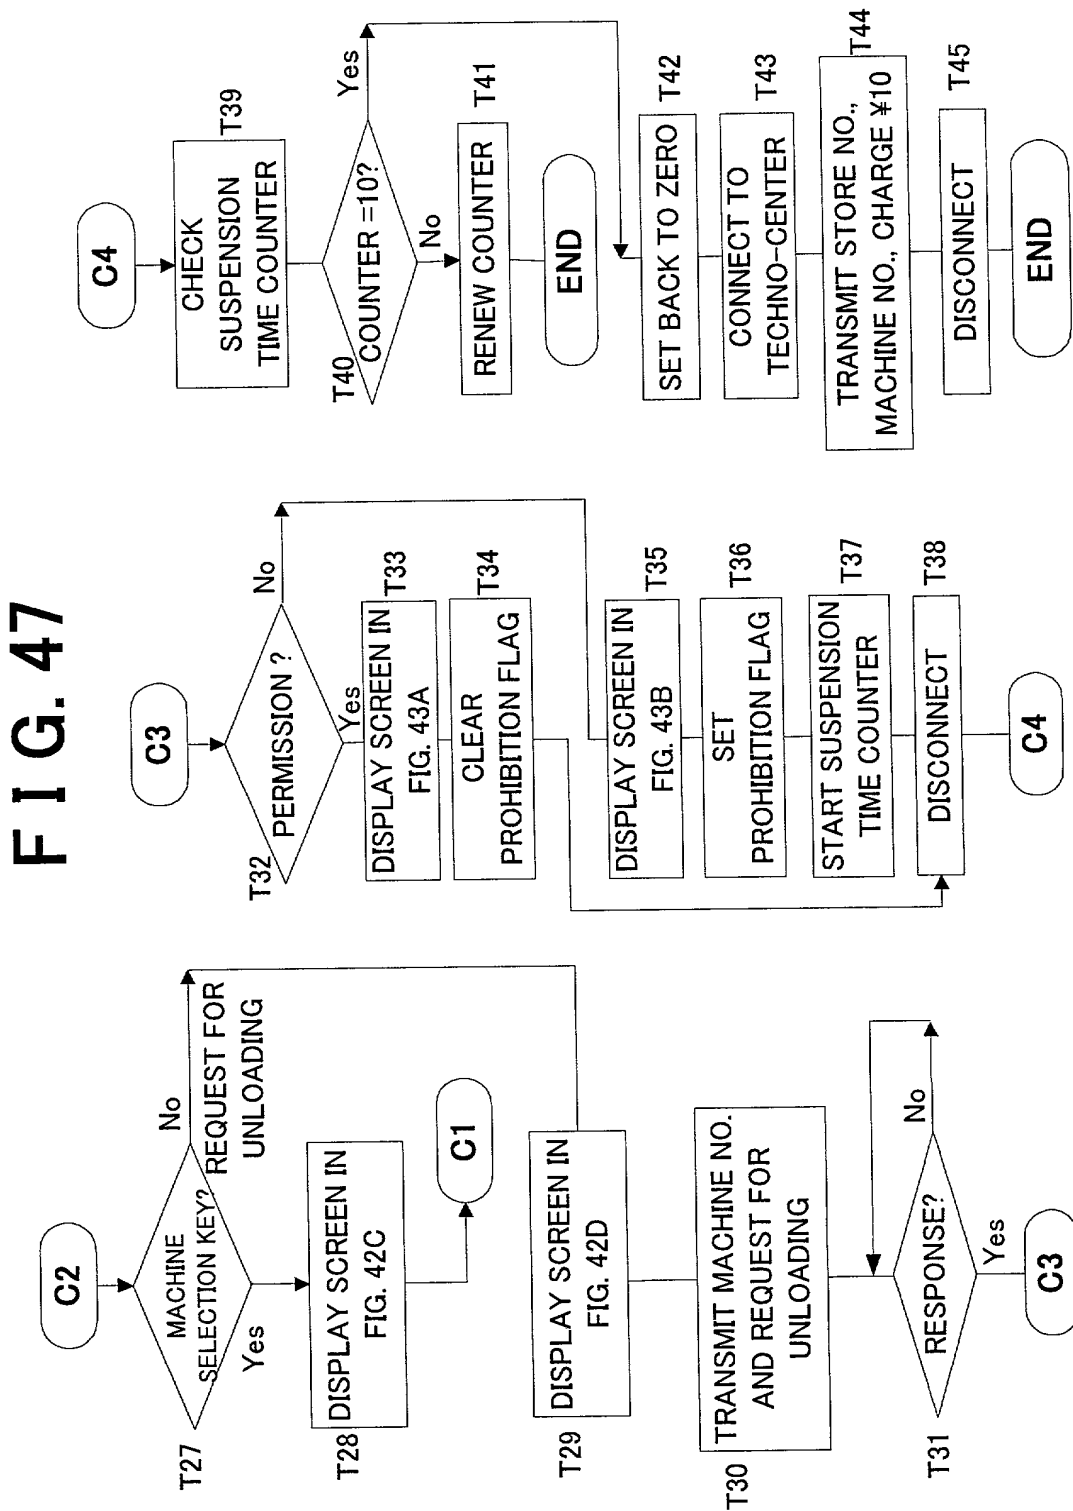 FIG. 47
C2
MACHINE
SELECTION KEY?
T27
No
REQUEST FOR
UNLOADING
Yes
DISPLAY SCREEN IN
FIG. 42C
T28
C1
DISPLAY SCREEN IN
FIG. 42D
T29
TRANSMIT MACHINE NO.
AND REQUEST FOR
UNLOADING
T30
RESPONSE?
T31
No
Yes
C3
C3
PERMISSION ?
T32
No
Yes
DISPLAY SCREEN IN
FIG. 43A
T33
CLEAR
PROHIBITION FLAG
T34
DISPLAY SCREEN IN
FIG. 43B
T35
SET
PROHIBITION FLAG
T36
START SUSPENSION
TIME COUNTER
T37
DISCONNECT
T38
C4
C4
CHECK
SUSPENSION
TIME COUNTER
T39
COUNTER =10?
T40
Yes
No
RENEW COUNTER
T41
END
SET BACK TO ZERO
T42
CONNECT TO
TECHNO-CENTER
T43
TRANSMIT STORE NO.,
MACHINE NO., CHARGE ¥10
T44
DISCONNECT
T45
END